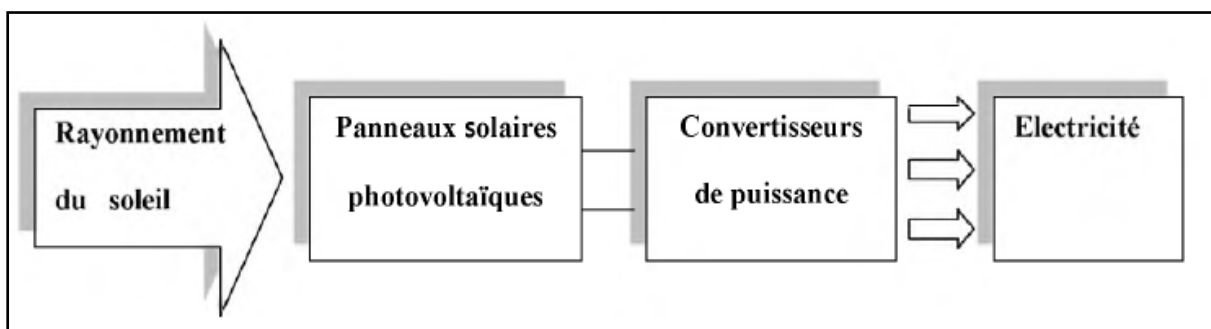 Rayonnement
du soleil
Panneaux solaires
photovoltaïques
Convertisseurs
de puissance
Electricité